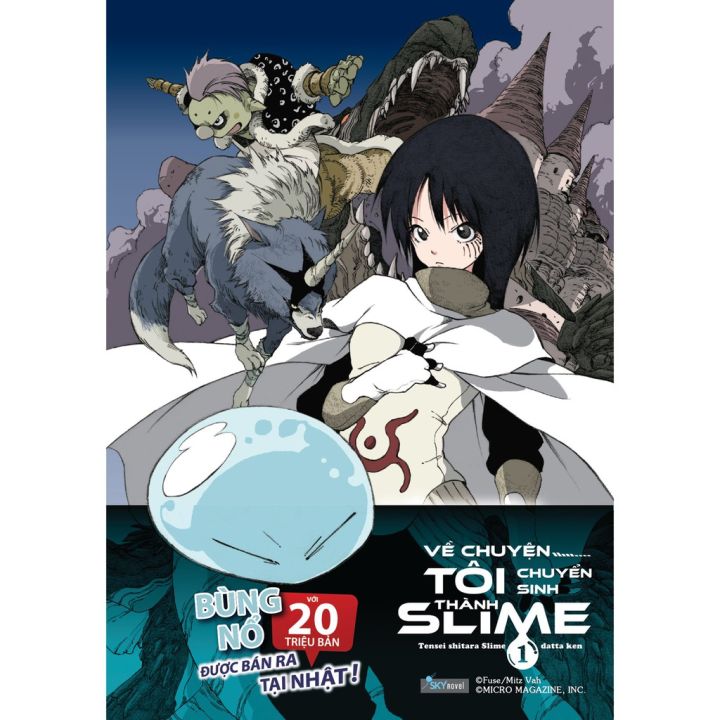 VỀ CHUYỆN..........
TÔI CHUYỂN SINH
THÀNH
SLIME
Tensei shitara Slime datta ken
1
BÙNG NỔ
VỚI
20
TRIỆU BẢN
ĐƯỢC BÁN RA
TẠI NHẬT!
SKYnovel
©Fuse/Mitz Vah
©MICRO MAGAZINE, INC.